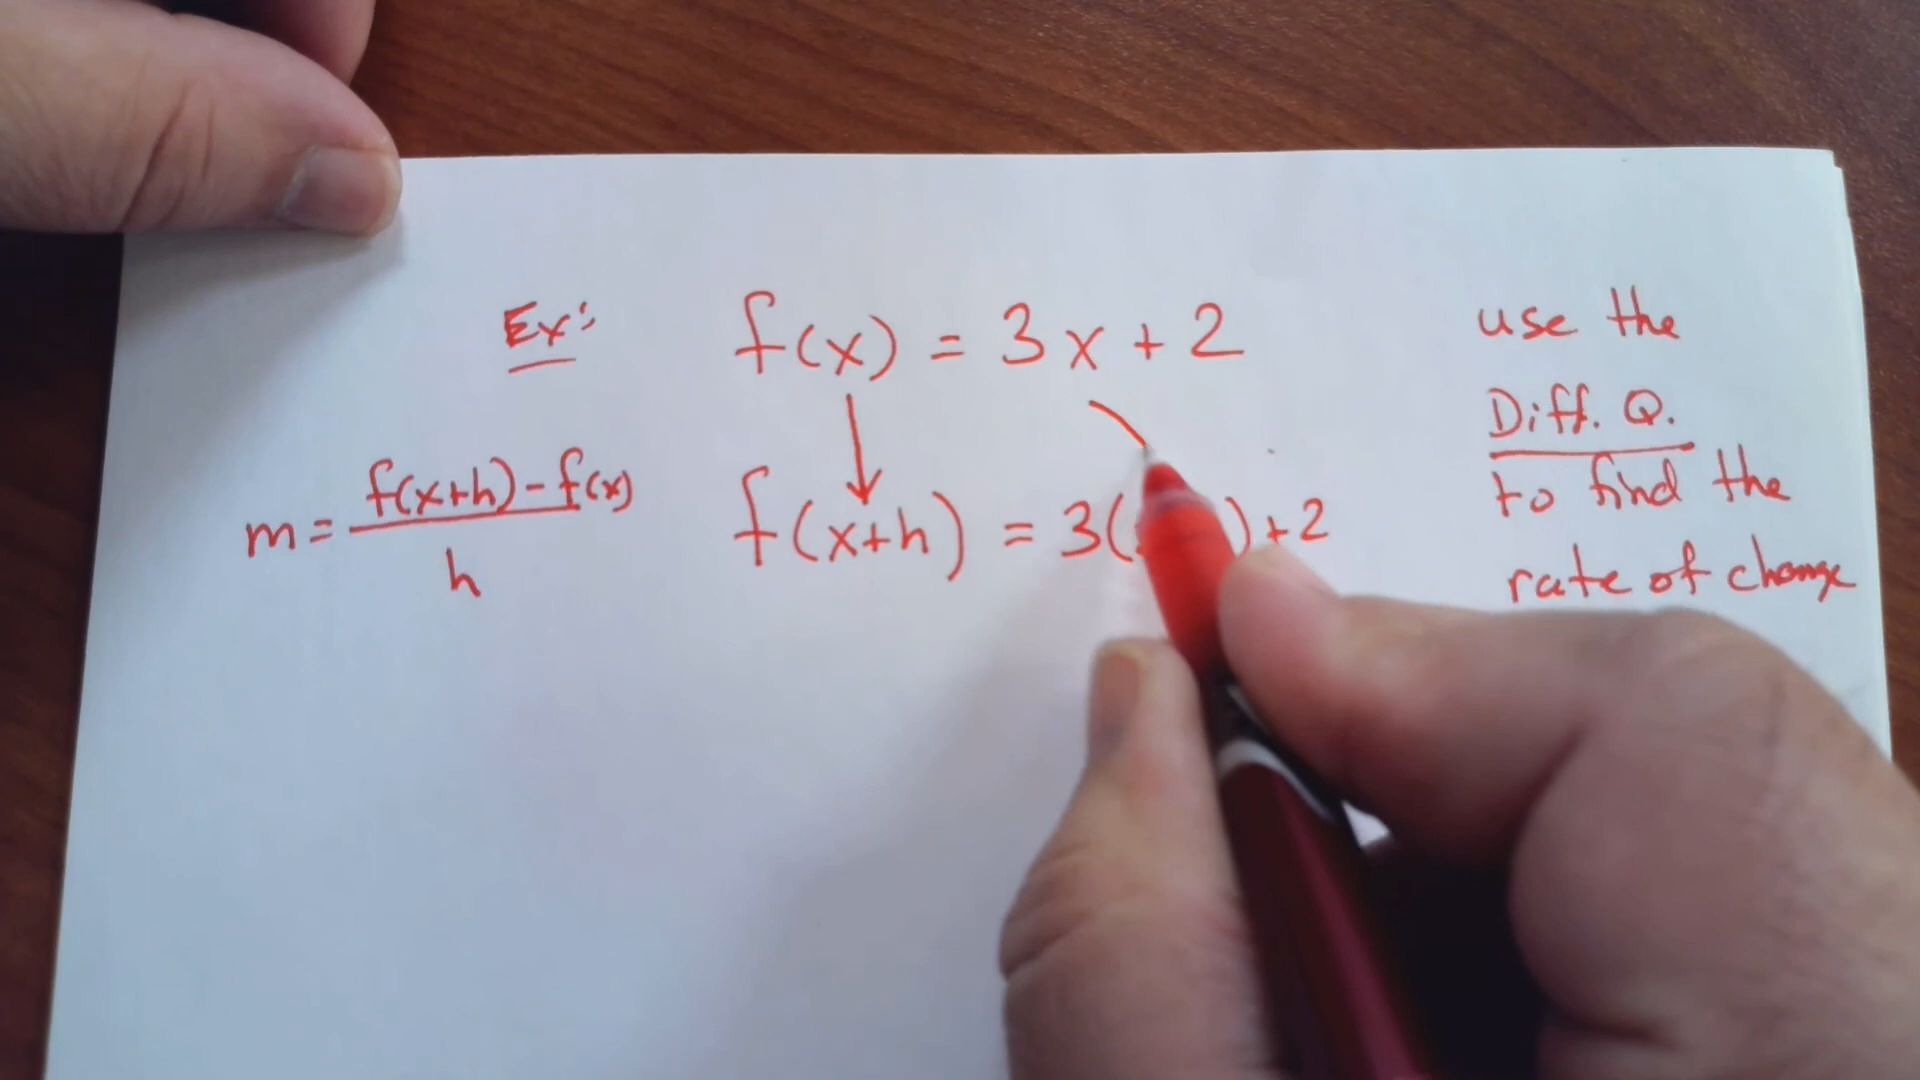 Ex: f(x) = 3x + 2
m = f(x+h) - f(x) / h
f(x+h) = 3( ) + 2
use the
Diff. Q.
to find the
rate of change